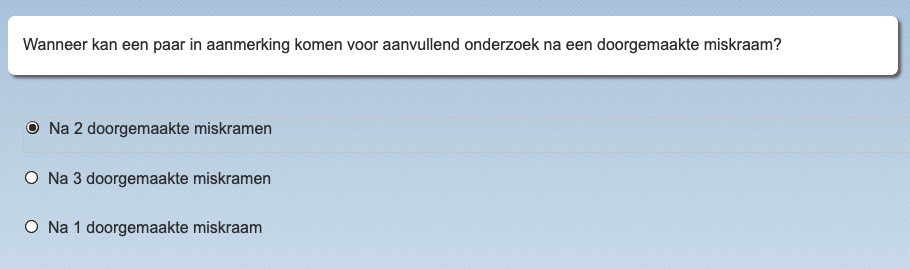 Wanneer kan een paar in aanmerking komen voor aanvullend onderzoek na een doorgemaakte miskraam?
Na 2 doorgemaakte miskramen
Na 3 doorgemaakte miskramen
Na 1 doorgemaakte miskraam